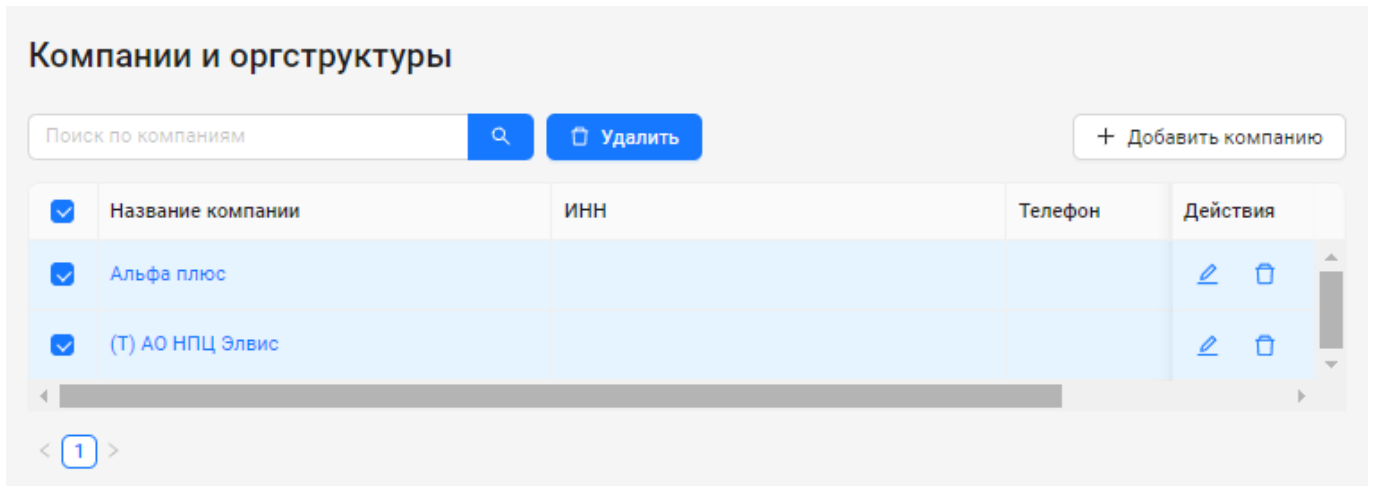 Компании и оргструктуры
Поиск по компаниям Удалить + Добавить компанию
Название компании ИНН Телефон Действия
Альфа плюс
(Т) АО НПЦ Элвис
< 1 >